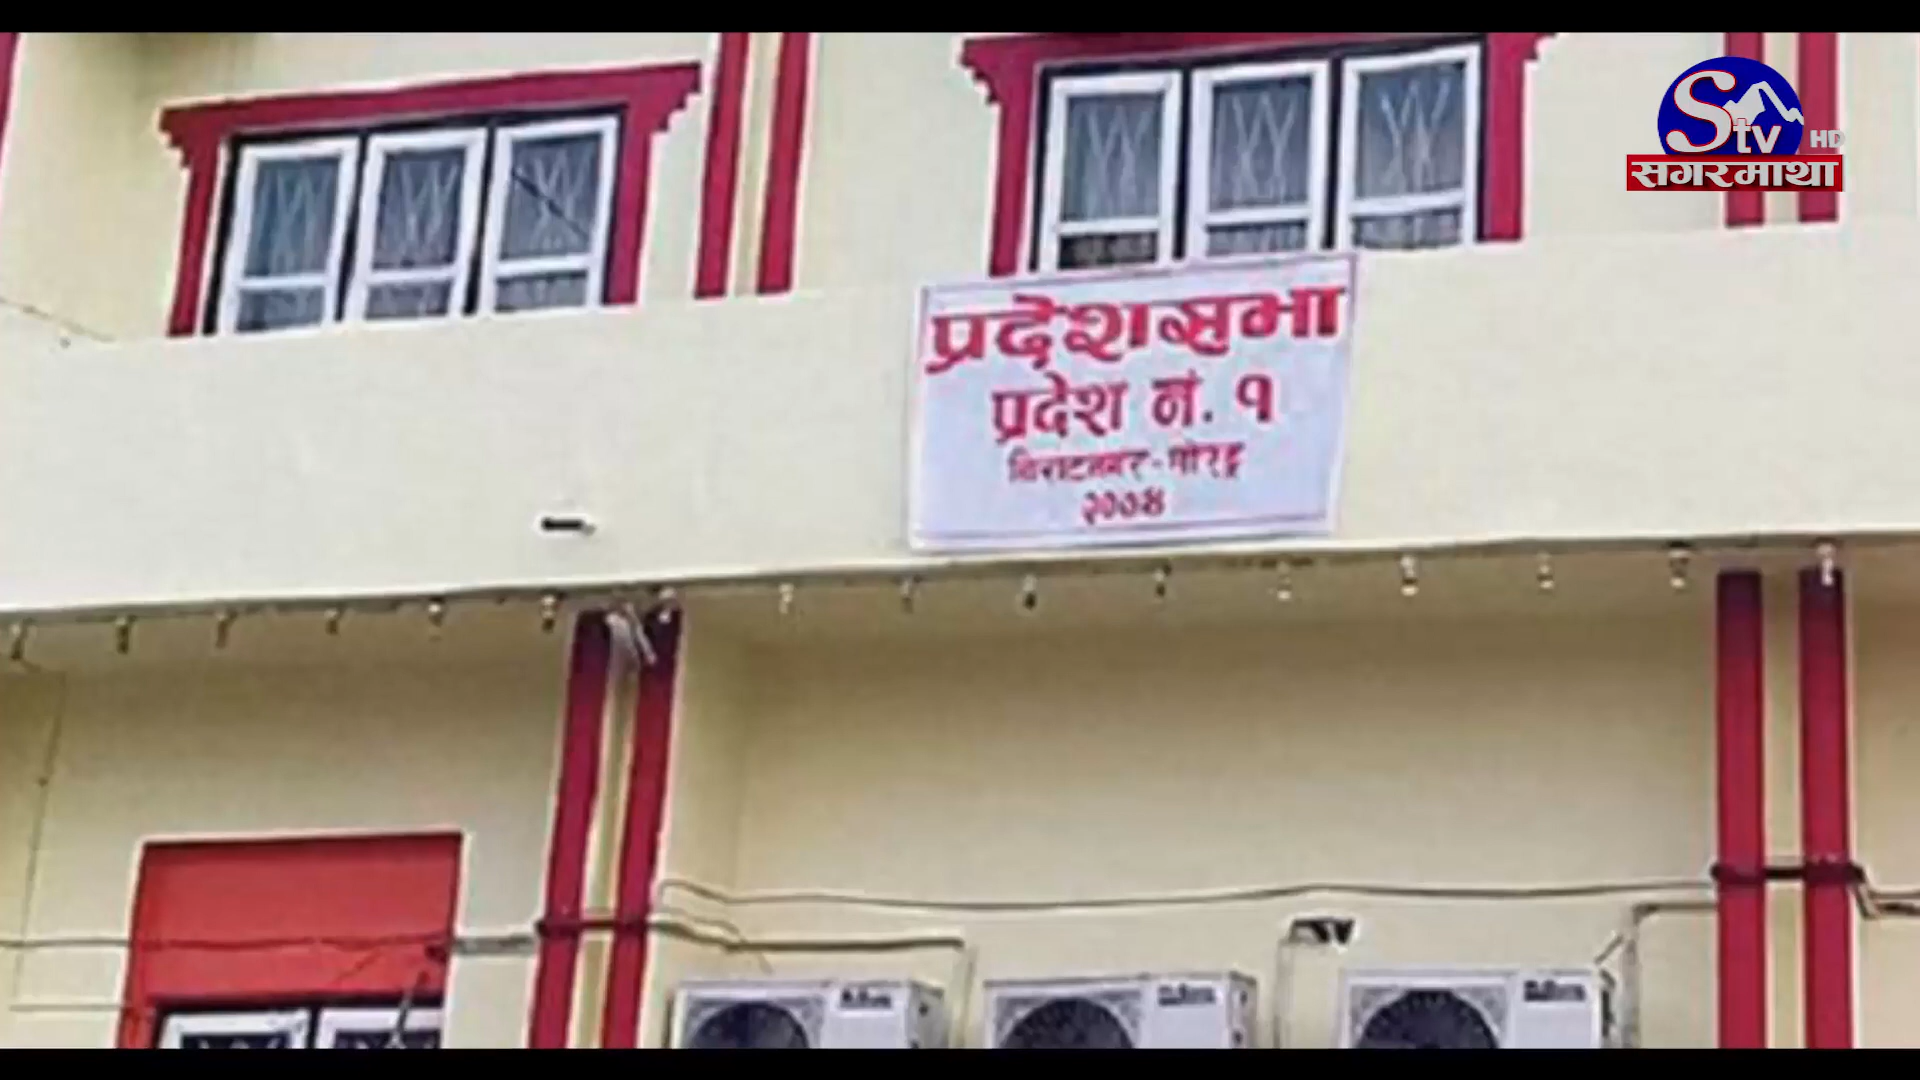 Stv HD
सगरमाथा
प्रदेशसभा
प्रदेश नं. १
विराटनगर-मोरङ्ग
२०७४